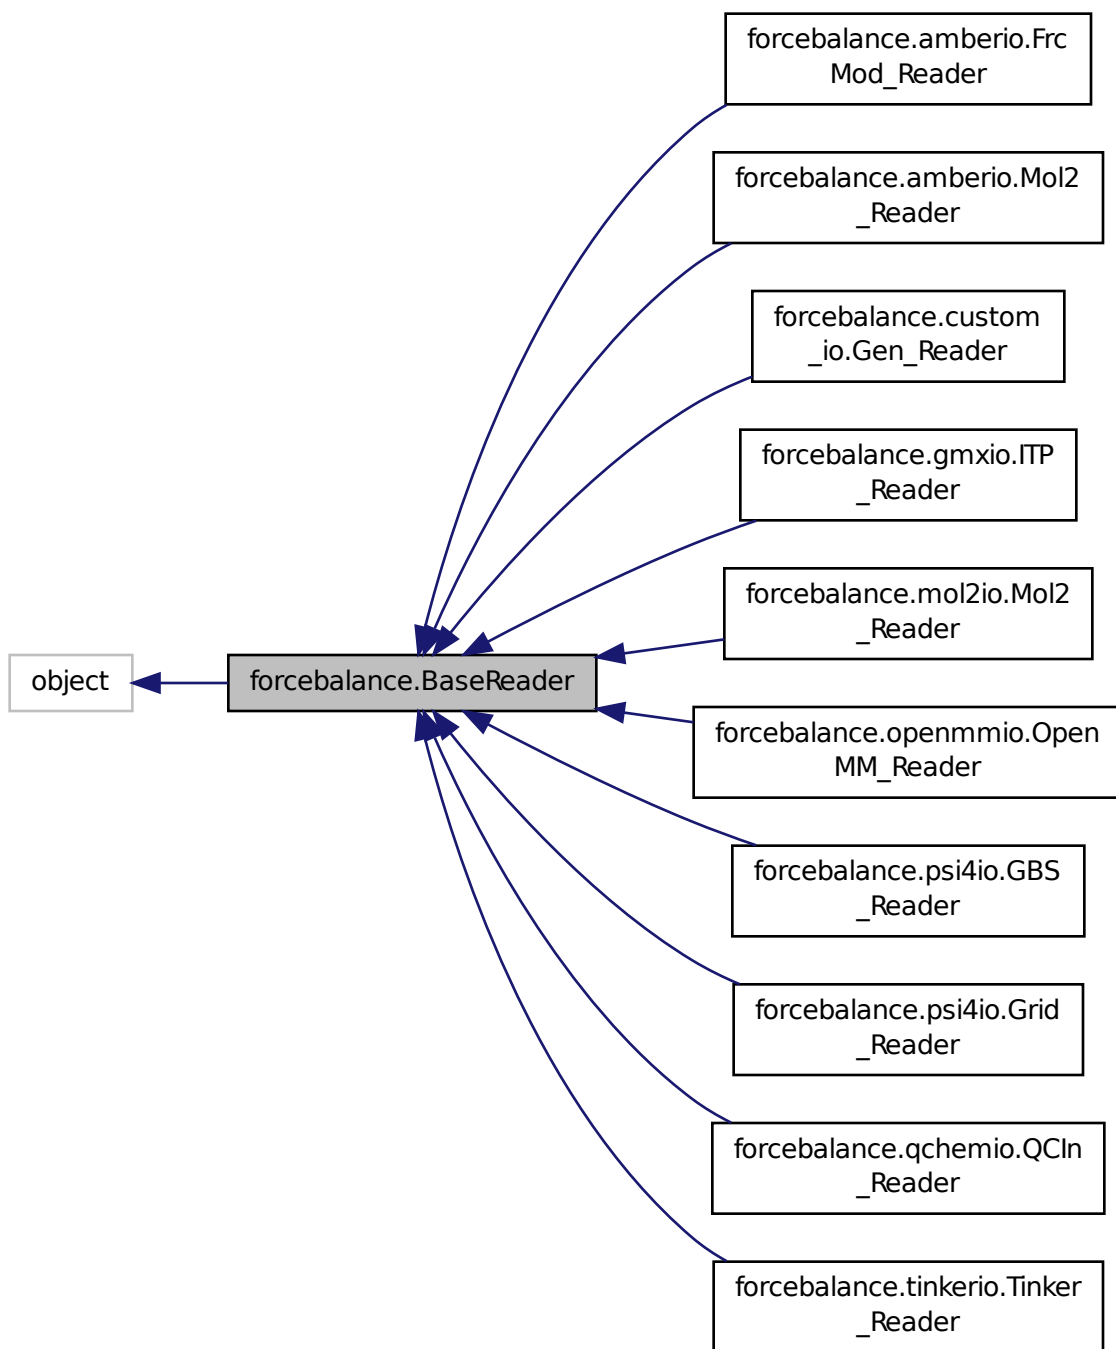 forcebalance.amberio.Frc
Mod_Reader
forcebalance.amberio.Mol2
_Reader
forcebalance.custom
_io.Gen_Reader
forcebalance.gmxio.ITP
_Reader
forcebalance.mol2io.Mol2
_Reader
object
forcebalance.BaseReader
forcebalance.openmmio.Open
MM_Reader
forcebalance.psi4io.GBS
_Reader
forcebalance.psi4io.Grid
_Reader
forcebalance.qchemio.QCIn
_Reader
forcebalance.tinkerio.Tinker
_Reader